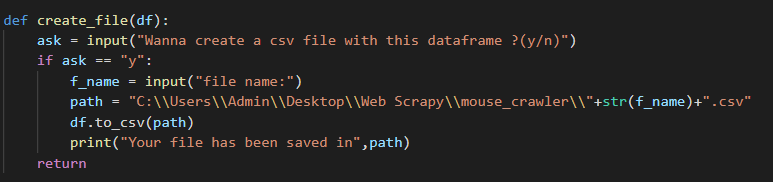 def create_file(df):
    ask = input("Wanna create a csv file with this dataframe ?(y/n)")
    if ask == "y":
        f_name = input("file name:")
        path = "C:\\Users\\Admin\\Desktop\\Web Scrapy\\mouse_crawler\\"+str(f_name)+".csv"
        df.to_csv(path)
        print("Your file has been saved in",path)
    return